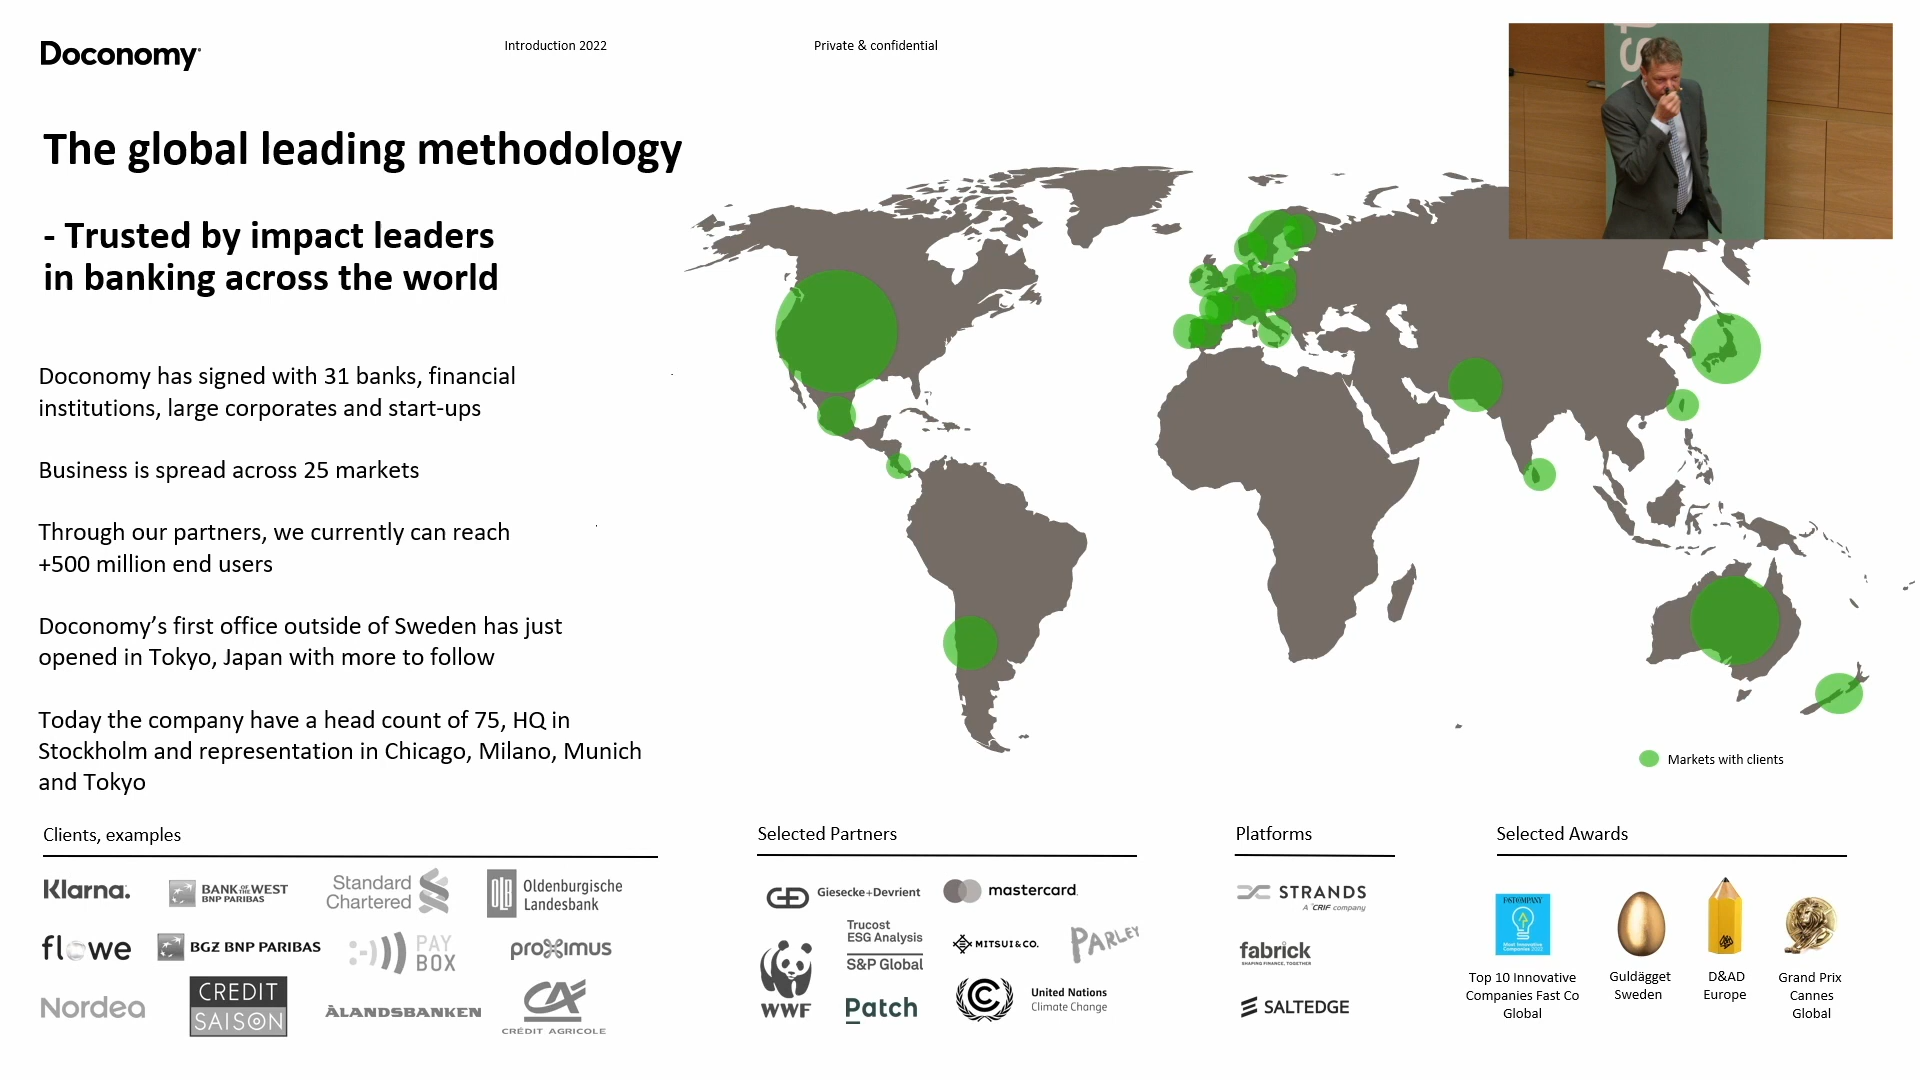 Doconomy
Introduction 2022
Private & confidential
The global leading methodology
- Trusted by impact leaders
in banking across the world
Doconomy has signed with 31 banks, financial
institutions, large corporates and start-ups
Business is spread across 25 markets
Through our partners, we currently can reach
+500 million end users
Doconomy’s first office outside of Sweden has just
opened in Tokyo, Japan with more to follow
Today the company have a head count of 75, HQ in
Stockholm and representation in Chicago, Milano, Munich
and Tokyo
Markets with clients
Clients, examples
Klarna.
BANK OF THE WEST
BNP PARIBAS
Standard
Chartered
OLB
Oldenburgische
Landesbank
flowe
BGZ BNP PARIBAS
PAY
BOX
proximus
Nordea
CREDIT
SAISON
ÅLANDSBANKEN
CA
CRÉDIT AGRICOLE
Selected Partners
G+D
Giesecke+Devrient
mastercard
WWF
Trucost
ESG Analysis
S&P Global
MITSUI & CO.
PARLEY
Patch
United Nations
Climate Change
Platforms
STRANDS
A CRIF company
fabrick
SHAPING FINANCE, TOGETHER
SALTEDGE
Selected Awards
FAST COMPANY
Most Innovative
Companies 2022
Top 10 Innovative
Companies Fast Co
Global
Guldägget
Sweden
D&AD
Europe
Grand Prix
Cannes
Global